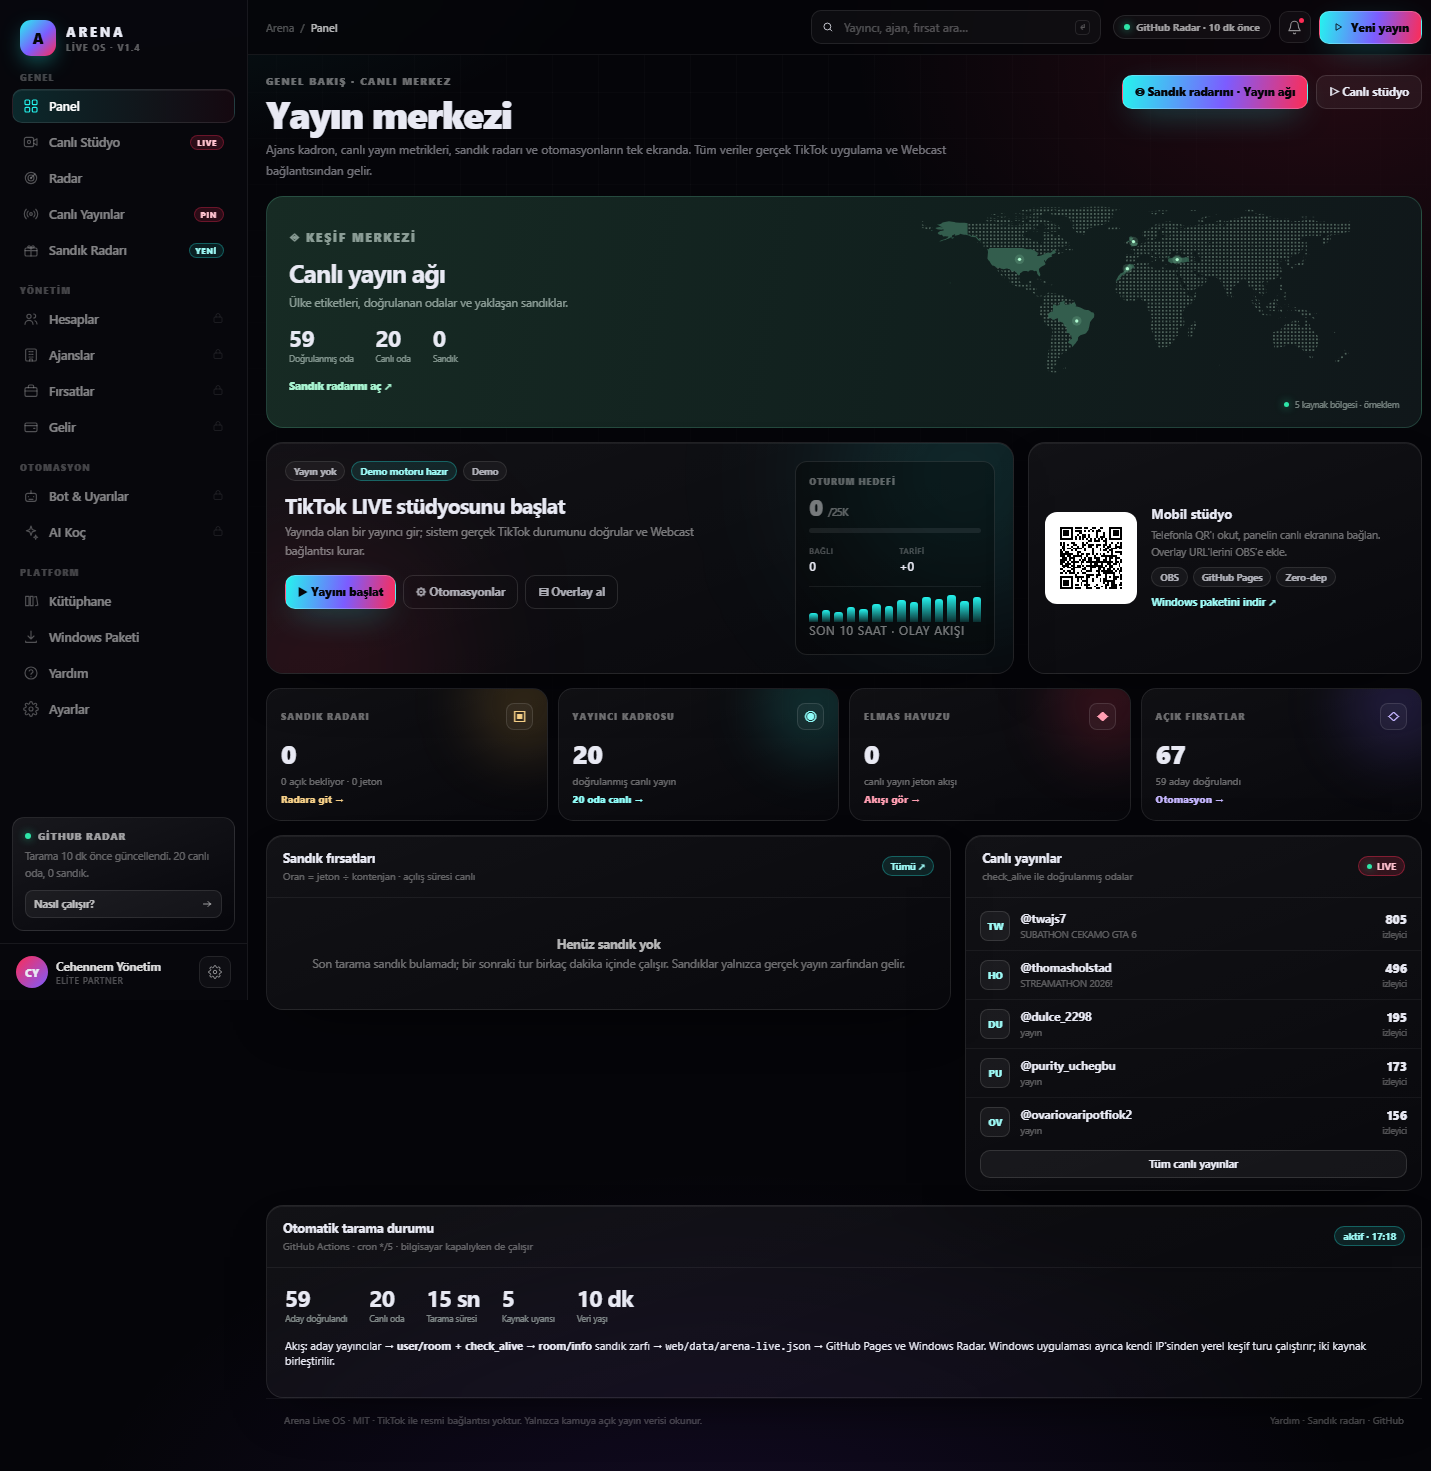 A
ARENA
LİVE OS · V1.4
GENEL
Panel
Canlı Stüdyo
LIVE
Radar
Canlı Yayınlar
PIN
Sandık Radarı
YENİ
YÖNETİM
Hesaplar
Ajanslar
Fırsatlar
Gelir
OTOMASYON
Bot & Uyarılar
AI Koç
PLATFORM
Kütüphane
Windows Paketi
Yardım
Ayarlar
GİTHUB RADAR
Tarama 10 dk önce güncellendi. 20 canlı
oda, 0 sandık.
Nasıl çalışır? →
CY
Cehennem Yönetim
ELİTE PARTNER
Arena / Panel
Yayıncı, ajan, fırsat ara...
GitHub Radar · 10 dk önce
Yeni yayın
GENEL BAKIŞ · CANLI MERKEZ
Yayın merkezi
Ajans kadron, canlı yayın metrikleri, sandık radarı ve otomasyonların tek ekranda. Tüm veriler gerçek TikTok uygulama ve Webcast
bağlantısından gelir.
Sandık radarını · Yayın ağı
Canlı stüdyo
KEŞİF MERKEZİ
Canlı yayın ağı
Ülke etiketleri, doğrulanan odalar ve yaklaşan sandıklar.
59 20 0
Doğrulanmış oda Canlı oda Sandık
Sandık radarını aç ↗
5 kaynak bölgesi · örneklem
Yayın yok
Demo motoru hazır
Demo
TikTok LIVE stüdyosunu başlat
Yayında olan bir yayıncı gir; sistem gerçek TikTok durumunu doğrular ve Webcast
bağlantısı kurar.
▶ Yayını başlat
Otomasyonlar
Overlay al
OTURUM HEDEFİ
0 /25K
BAĞLI TARİFİ
0 +0
SON 10 SAAT · OLAY AKIŞI
Mobil stüdyo
Telefonla QR'ı okut, panelin canlı ekranına bağlan.
Overlay URL'lerini OBS'e ekle.
OBS
GitHub Pages
Zero-dep
Windows paketini indir ↗
SANDIK RADARI
0
0 açık bekliyor · 0 jeton
Radara git →
YAYINCI KADROSU
20
doğrulanmış canlı yayın
20 oda canlı →
ELMAS HAVUZU
0
canlı yayın jeton akışı
Akışı gör →
AÇIK FIRSATLAR
67
59 aday doğrulandı
Otomasyon →
Sandık fırsatları
Oran = jeton ÷ kontenjan · açılış süresi canlı
Tümü ↗
Henüz sandık yok
Son tarama sandık bulamadı; bir sonraki tur birkaç dakika içinde çalışır. Sandıklar yalnızca gerçek yayın zarfından gelir.
Canlı yayınlar
check_alive ile doğrulanmış odalar
LIVE
TW
@twajs7
SUBATHON CEKAMO GTA 6
805
izleyici
HO
@thomasholstad
STREAMATHON 2026!
496
izleyici
DU
@dulce_2298
yayın
195
izleyici
PU
@purity_uchegbu
yayın
173
izleyici
OV
@ovariovaripotfiok2
yayın
156
izleyici
Tüm canlı yayınlar
Otomatik tarama durumu
GitHub Actions · cron */5 · bilgisayar kapalıyken de çalışır
aktif · 17:18
59 20 15 sn 5 10 dk
Aday doğrulandı Canlı oda Tarama süresi Kaynak uyarısı Veri yaşı
Akış: aday yayıncılar → user/room + check_alive → room/info sandık zarfı → web/data/arena-live.json → GitHub Pages ve Windows Radar. Windows uygulaması ayrıca kendi IP'sinden yerel keşif turu çalıştırır; iki kaynak
birleştirilir.
Arena Live OS · MIT · TikTok ile resmi bağlantısı yoktur. Yalnızca kamuya açık yayın verisi okunur.
Yardım · Sandık radarı · GitHub